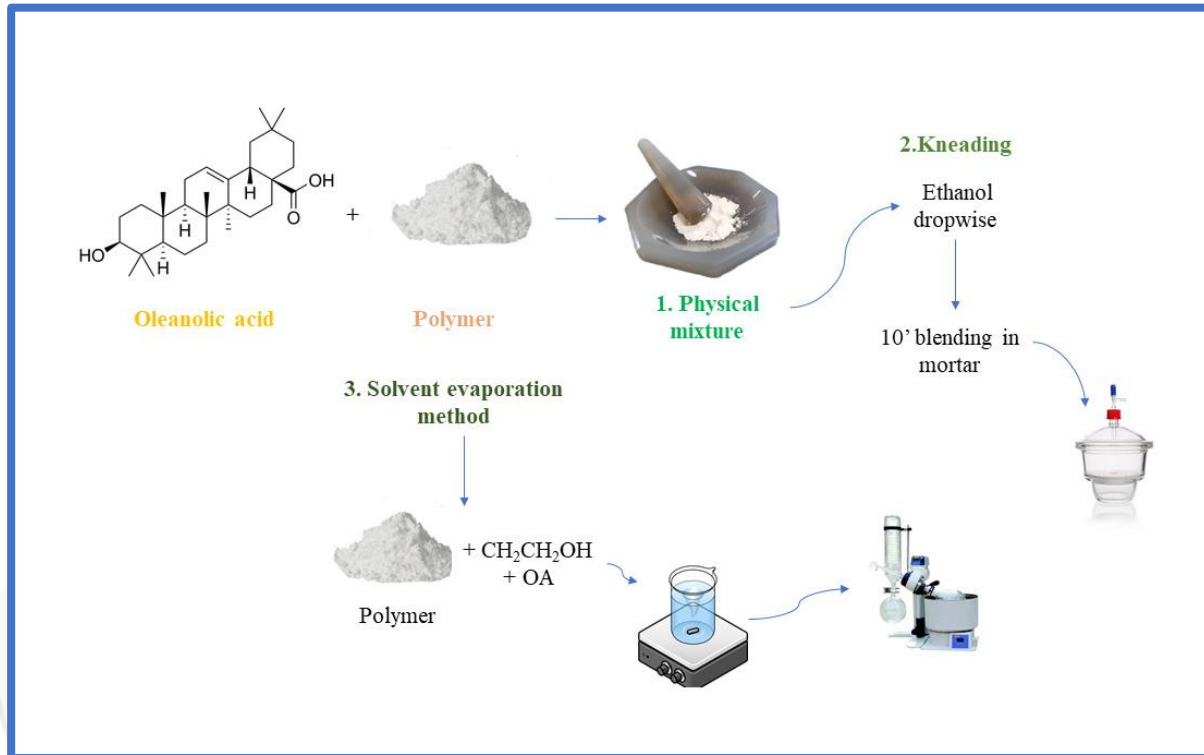 OH
O
H
H
HO
H
+
Oleanolic acid
Polymer
1. Physical
mixture
2.Kneading
Ethanol
dropwise
10’ blending in
mortar
3. Solvent evaporation
method
+ CH₂CH₂OH
+ OA
Polymer